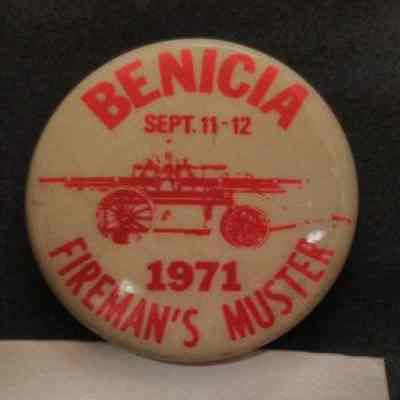 BENICIA
SEPT. 11-12
1971
FIREMAN'S MUSTER